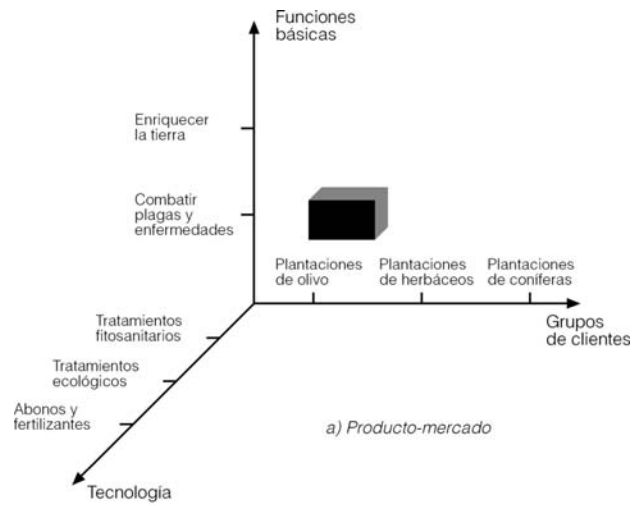 Funciones
básicas
Enriquecer
la tierra
Combatir
plagas y
enfermedades
Plantaciones
de olivo
Plantaciones
de herbáceos
Plantaciones
de coníferas
Grupos
de clientes
Tratamientos
fitosanitarios
Tratamientos
ecológicos
Abonos y
fertilizantes
Tecnología
a) Producto-mercado